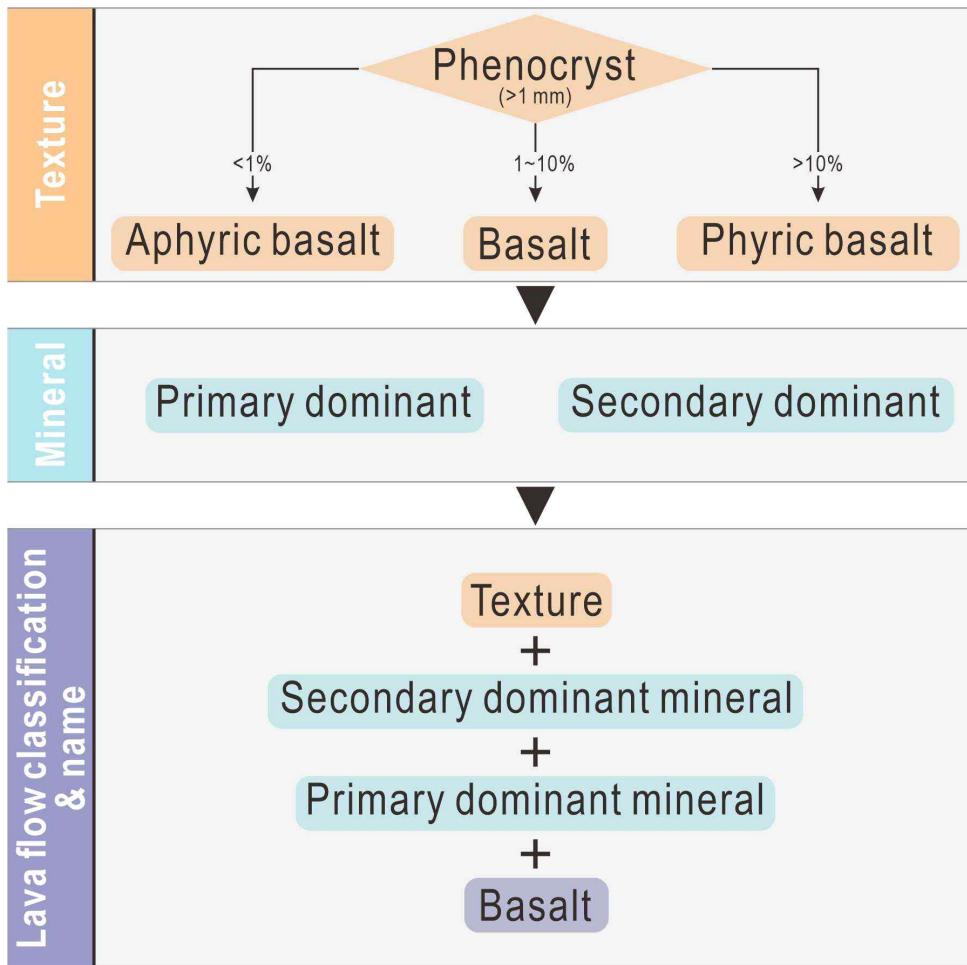 Texture
Phenocryst
(>1 mm)
<1%
1~10%
>10%
Aphyric basalt
Basalt
Phyric basalt
Mineral
Primary dominant
Secondary dominant
Lava flow classification
& name
Texture
+
Secondary dominant mineral
+
Primary dominant mineral
+
Basalt